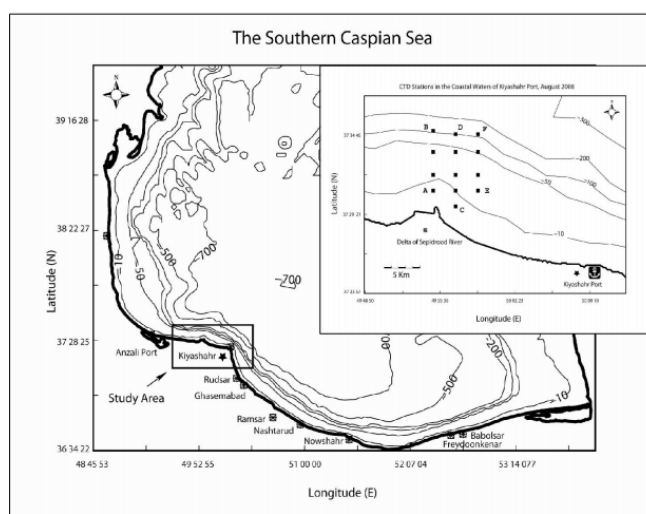 The Southern Caspian Sea
N
39 16 28
38 22 27
37 28 25
36 34 22
Latitude (N)
48 45 53
49 52 55
51 00 00
52 07 04
53 14 077
Longitude (E)
-10
-50
-500
-700
-200
-500
-200
-10
Anzali Port
Kiyashahr
Study Area
Rudsar
Ghasemabad
Ramsar
Nashtarud
Nowshahr
Babolsar
Freydoonkenar
CTD Stations in the Coastal Waters of Kiyashahr Port, August 2008
N
B
D
F
A
E
C
-500
-200
-100
-50
-10
Delta of Sepidrood River
5 Km
Kiyashahr Port
Latitude (N)
Longitude (E)